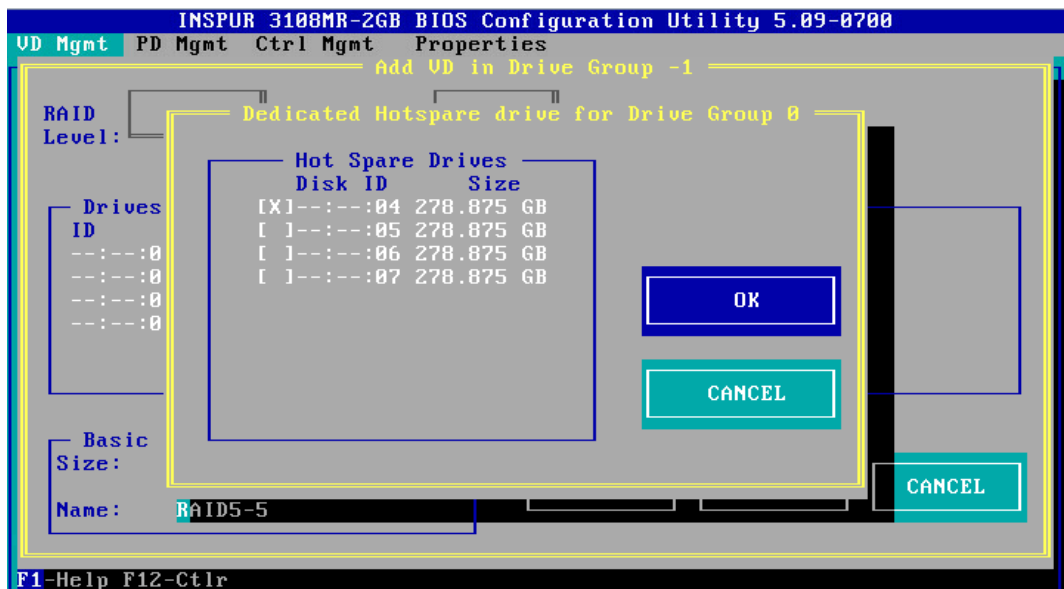 INSPUR 3108MR-2GB BIOS Configuration Utility 5.09-0700
VD Mgmt PD Mgmt Ctrl Mgmt Properties
Add VD in Drive Group -1
RAID
Level:
Dedicated Hotspare drive for Drive Group 0
Hot Spare Drives
Disk ID Size
[X]--:--:04 278.875 GB
[ ]--:--:05 278.875 GB
[ ]--:--:06 278.875 GB
[ ]--:--:07 278.875 GB
Drives
ID
--:--:0
--:--:0
--:--:0
--:--:0
OK
CANCEL
Basic
Size:
Name: RAID5-5
CANCEL
F1-Help F12-Ctlr